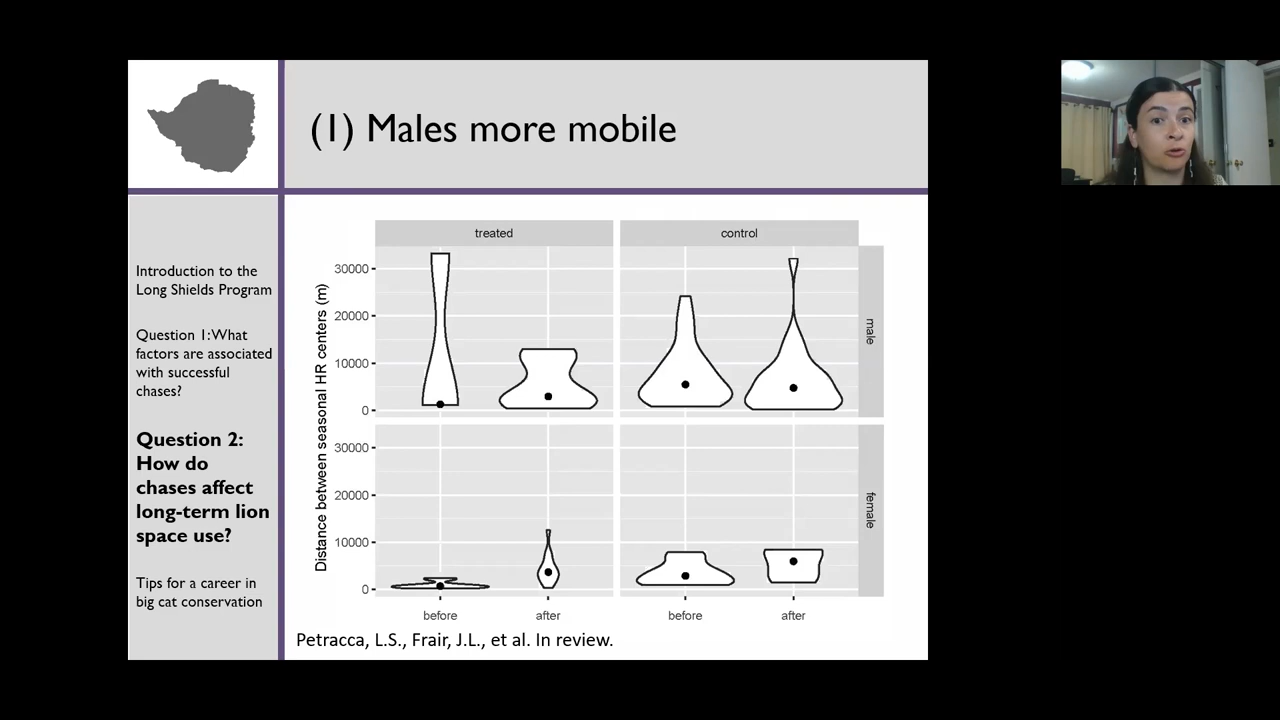 (1) Males more mobile
Introduction to the
Long Shields Program
Question 1:What
factors are associated
with successful
chases?
Question 2:
How do
chases affect
long-term lion
space use?
Tips for a career in
big cat conservation
treated
control
Distance between seasonal HR centers (m)
30000
20000
10000
0
male
30000
20000
10000
0
female
before
after
before
after
Petracca, L.S., Frair, J.L., et al. In review.